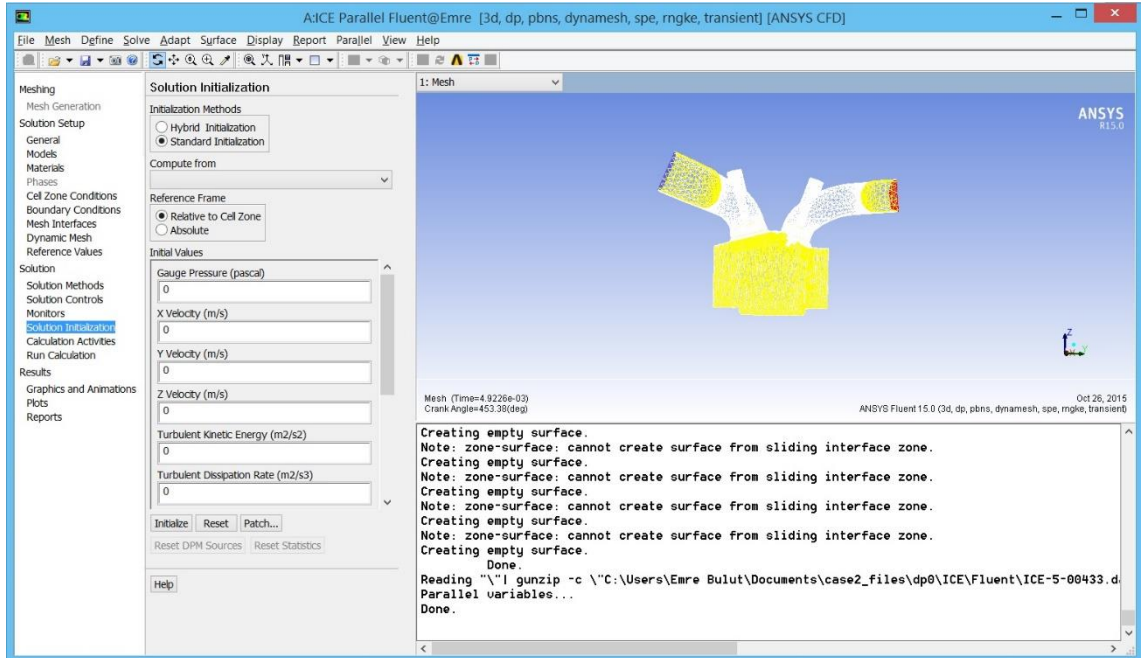 A:ICE Parallel Fluent@Emre [3d, dp, pbns, dynamesh, spe, rngke, transient] [ANSYS CFD]
File Mesh Define Solve Adapt Surface Display Report Parallel View Help
Meshing
Mesh Generation
Solution Setup
General
Models
Materials
Phases
Cell Zone Conditions
Boundary Conditions
Mesh Interfaces
Dynamic Mesh
Reference Values
Solution
Solution Methods
Solution Controls
Monitors
Solution Initialization
Calculation Activities
Run Calculation
Results
Graphics and Animations
Plots
Reports
Solution Initialization
Initialization Methods
Hybrid Initialization
Standard Initialization
Compute from
Reference Frame
Relative to Cell Zone
Absolute
Initial Values
Gauge Pressure (pascal)
0
X Velocity (m/s)
0
Y Velocity (m/s)
0
Z Velocity (m/s)
0
Turbulent Kinetic Energy (m2/s2)
0
Turbulent Dissipation Rate (m2/s3)
0
Initialize Reset Patch...
Reset DPM Sources Reset Statistics
Help
1: Mesh
ANSYS
R15.0
Z
Y
Mesh (Time=4.9226e-03)
Crank Angle=453.38(deg)
Oct 26, 2015
ANSYS Fluent 15.0 (3d, dp, pbns, dynamesh, spe, rngke, transient)
Creating empty surface.
Note: zone-surface: cannot create surface from sliding interface zone.
Creating empty surface.
Note: zone-surface: cannot create surface from sliding interface zone.
Creating empty surface.
Note: zone-surface: cannot create surface from sliding interface zone.
Creating empty surface.
Note: zone-surface: cannot create surface from sliding interface zone.
Creating empty surface.
Done.
Reading "\"| gunzip -c \"C:\Users\Emre Bulut\Documents\case2_files\dp0\ICE\Fluent\ICE-5-00433.d
Parallel variables...
Done.